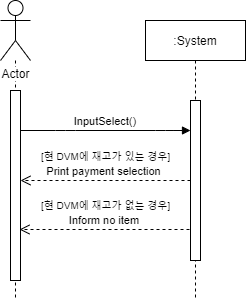 :System
Actor
InputSelect()
[현 DVM에 재고가 있는 경우]
Print payment selection
[현 DVM에 재고가 없는 경우]
Inform no item